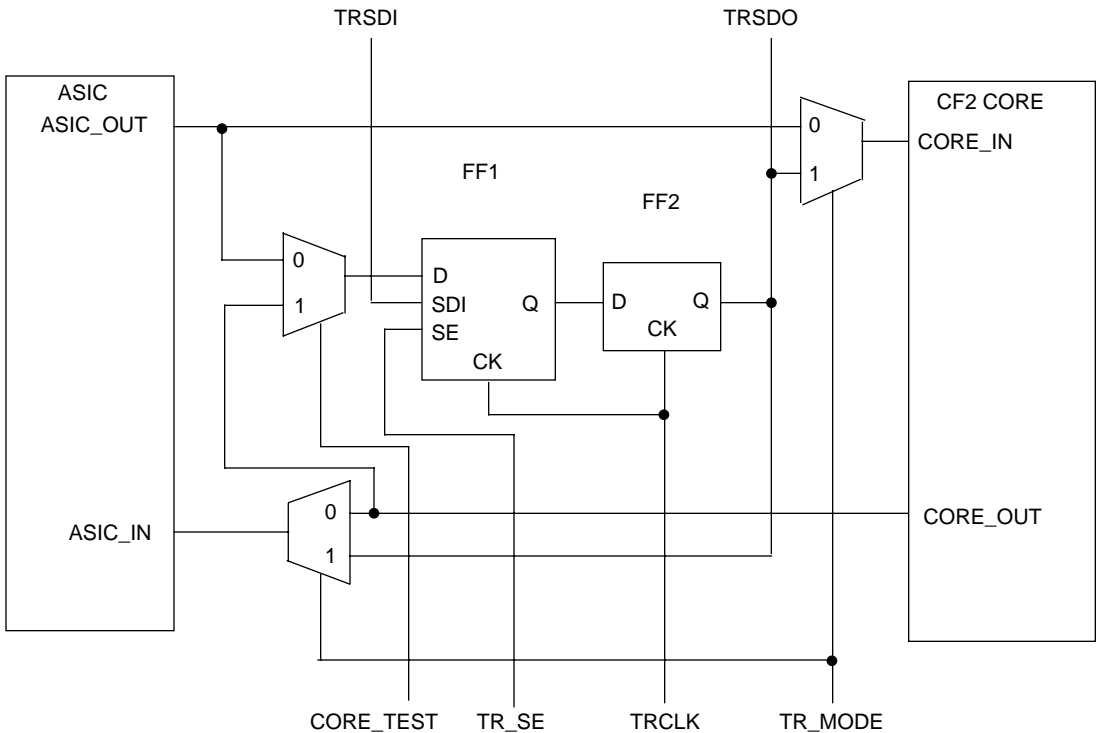 TRSDI
TRSDO
ASIC
ASIC_OUT
CF2 CORE
CORE_IN
0
1
FF1
FF2
0
1
D
SDI
SE
Q
CK
D
Q
CK
ASIC_IN
0
1
CORE_OUT
CORE_TEST
TR_SE
TRCLK
TR_MODE